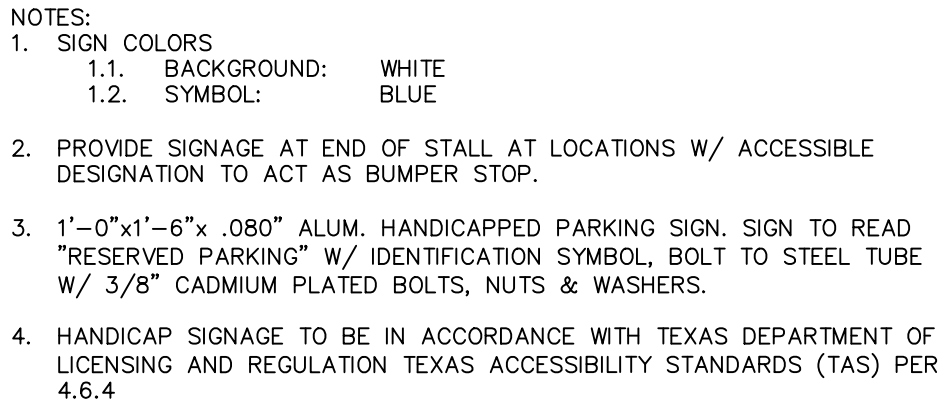 NOTES:
1. SIGN COLORS
1.1. BACKGROUND: WHITE
1.2. SYMBOL: BLUE
2. PROVIDE SIGNAGE AT END OF STALL AT LOCATIONS W/ ACCESSIBLE
DESIGNATION TO ACT AS BUMPER STOP.
3. 1'-0"x1'-6"x .080" ALUM. HANDICAPPED PARKING SIGN. SIGN TO READ
"RESERVED PARKING" W/ IDENTIFICATION SYMBOL, BOLT TO STEEL TUBE
W/ 3/8" CADMIUM PLATED BOLTS, NUTS & WASHERS.
4. HANDICAP SIGNAGE TO BE IN ACCORDANCE WITH TEXAS DEPARTMENT OF
LICENSING AND REGULATION TEXAS ACCESSIBILITY STANDARDS (TAS) PER
4.6.4